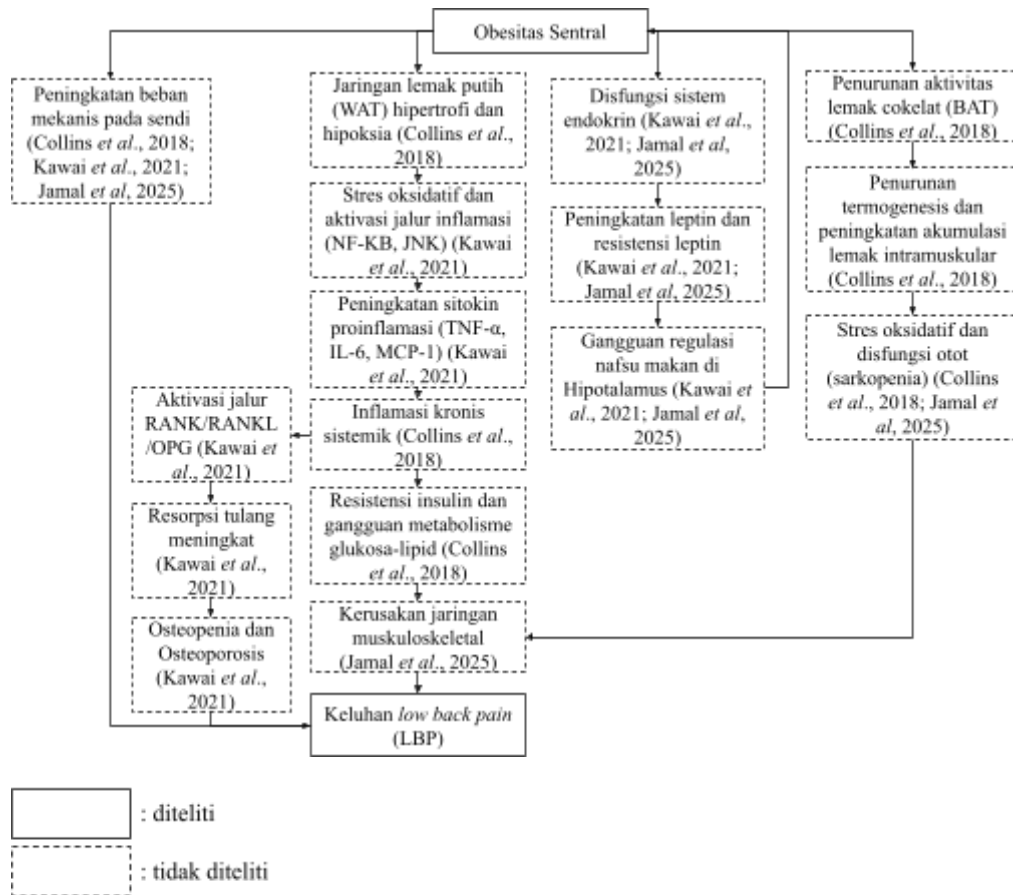 Obesitas Sentral
Peningkatan beban
mekanis pada sendi
(Collins et al., 2018;
Kawai et al., 2021;
Jamal et al, 2025)
Jaringan lemak putih
(WAT) hipertrofi dan
hipoksia (Collins et al.,
2018)
Stres oksidatif dan
aktivasi jalur inflamasi
(NF-KB, JNK) (Kawai
et al., 2021)
Peningkatan sitokin
proinflamasi (TNF-α,
IL-6, MCP-1) (Kawai
et al., 2021)
Inflamasi kronis
sistemik (Collins et al.,
2018)
Aktivasi jalur
RANK/RANKL
/OPG (Kawai et
al., 2021)
Resorpsi tulang
meningkat
(Kawai et al.,
2021)
Osteopenia dan
Osteoporosis
(Kawai et al.,
2021)
Resistensi insulin dan
gangguan metabolisme
glukosa-lipid (Collins
et al., 2018)
Kerusakan jaringan
muskuloskeletal
(Jamal et al., 2025)
Keluhan low back pain
(LBP)
Disfungsi sistem
endokrin (Kawai et al.,
2021; Jamal et al,
2025)
Peningkatan leptin dan
resistensi leptin
(Kawai et al., 2021;
Jamal et al, 2025)
Gangguan regulasi
nafsu makan di
Hipotalamus (Kawai et
al., 2021; Jamal et al,
2025)
Penurunan aktivitas
lemak cokelat (BAT)
(Collins et al., 2018)
Penurunan
termogenesis dan
peningkatan akumulasi
lemak intramuskular
(Collins et al., 2018)
Stres oksidatif dan
disfungsi otot
(sarkopenia) (Collins
et al., 2018; Jamal et
al, 2025)
: diteliti
: tidak diteliti